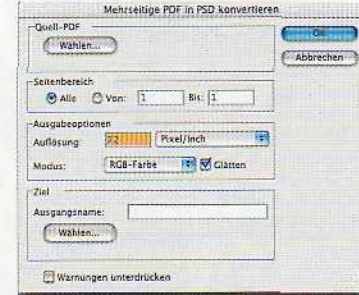 Mehrseitige PDF in PSD konvertieren
Quell-PDF
Wählen...
OK
Abbrechen
Seitenbereich
Alle Von: 1 Bis: 1
Ausgabeoptionen
Auflösung: 72 Pixel/Inch
Modus: RGB-Farbe Glätten
Ziel
Ausgangsname:
Wählen...
Warnungen unterdrücken